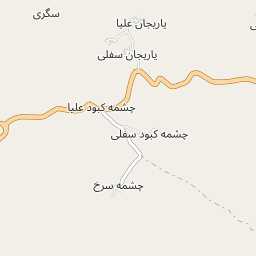 سگری
یاریجان علیا
یاریجان سفلی
چشمه کبود علیا
چشمه کبود سفلی
چشمه سرخ